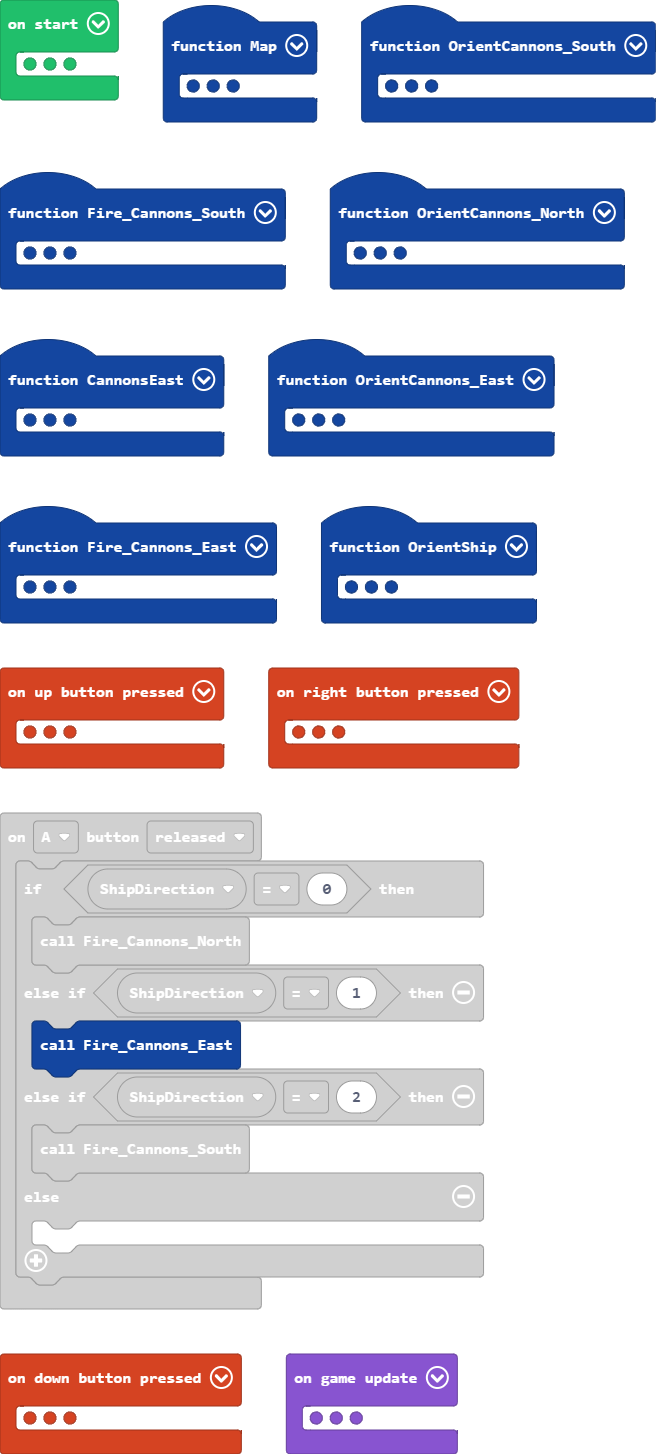 on start
function Map
function OrientCannons_South
function Fire_Cannons_South
function OrientCannons_North
function CannonsEast
function OrientCannons_East
function Fire_Cannons_East
function OrientShip
on up button pressed
on right button pressed
on A button released
if ShipDirection = 0 then
call Fire_Cannons_North
else if ShipDirection = 1 then
call Fire_Cannons_East
else if ShipDirection = 2 then
call Fire_Cannons_South
else
on down button pressed
on game update